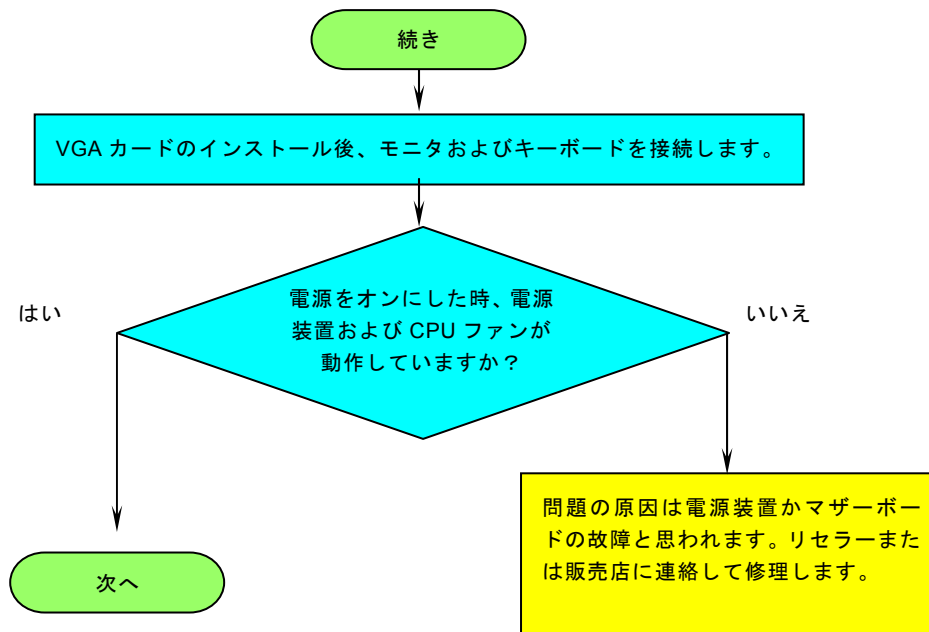 続き
VGA カードのインストール後、モニタおよびキーボードを接続します。
電源をオンにした時、電源
装置および CPU ファンが
動作していますか？
はい
いいえ
問題の原因は電源装置かマザーボー
ドの故障と思われます。リセラーまた
は販売店に連絡して修理します。
次へ